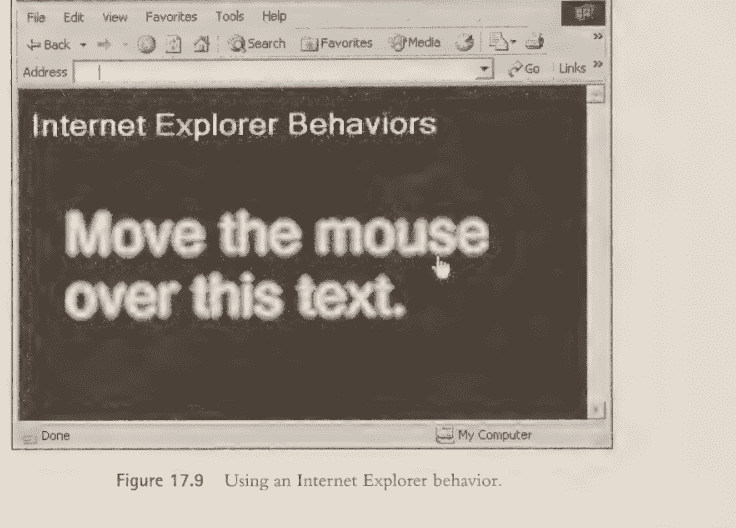 File Edit View Favorites Tools Help
Back Search Favorites Media
Address Go Links
Internet Explorer Behaviors
Move the mouse
over this text.
Done My Computer
Figure 17.9 Using an Internet Explorer behavior.